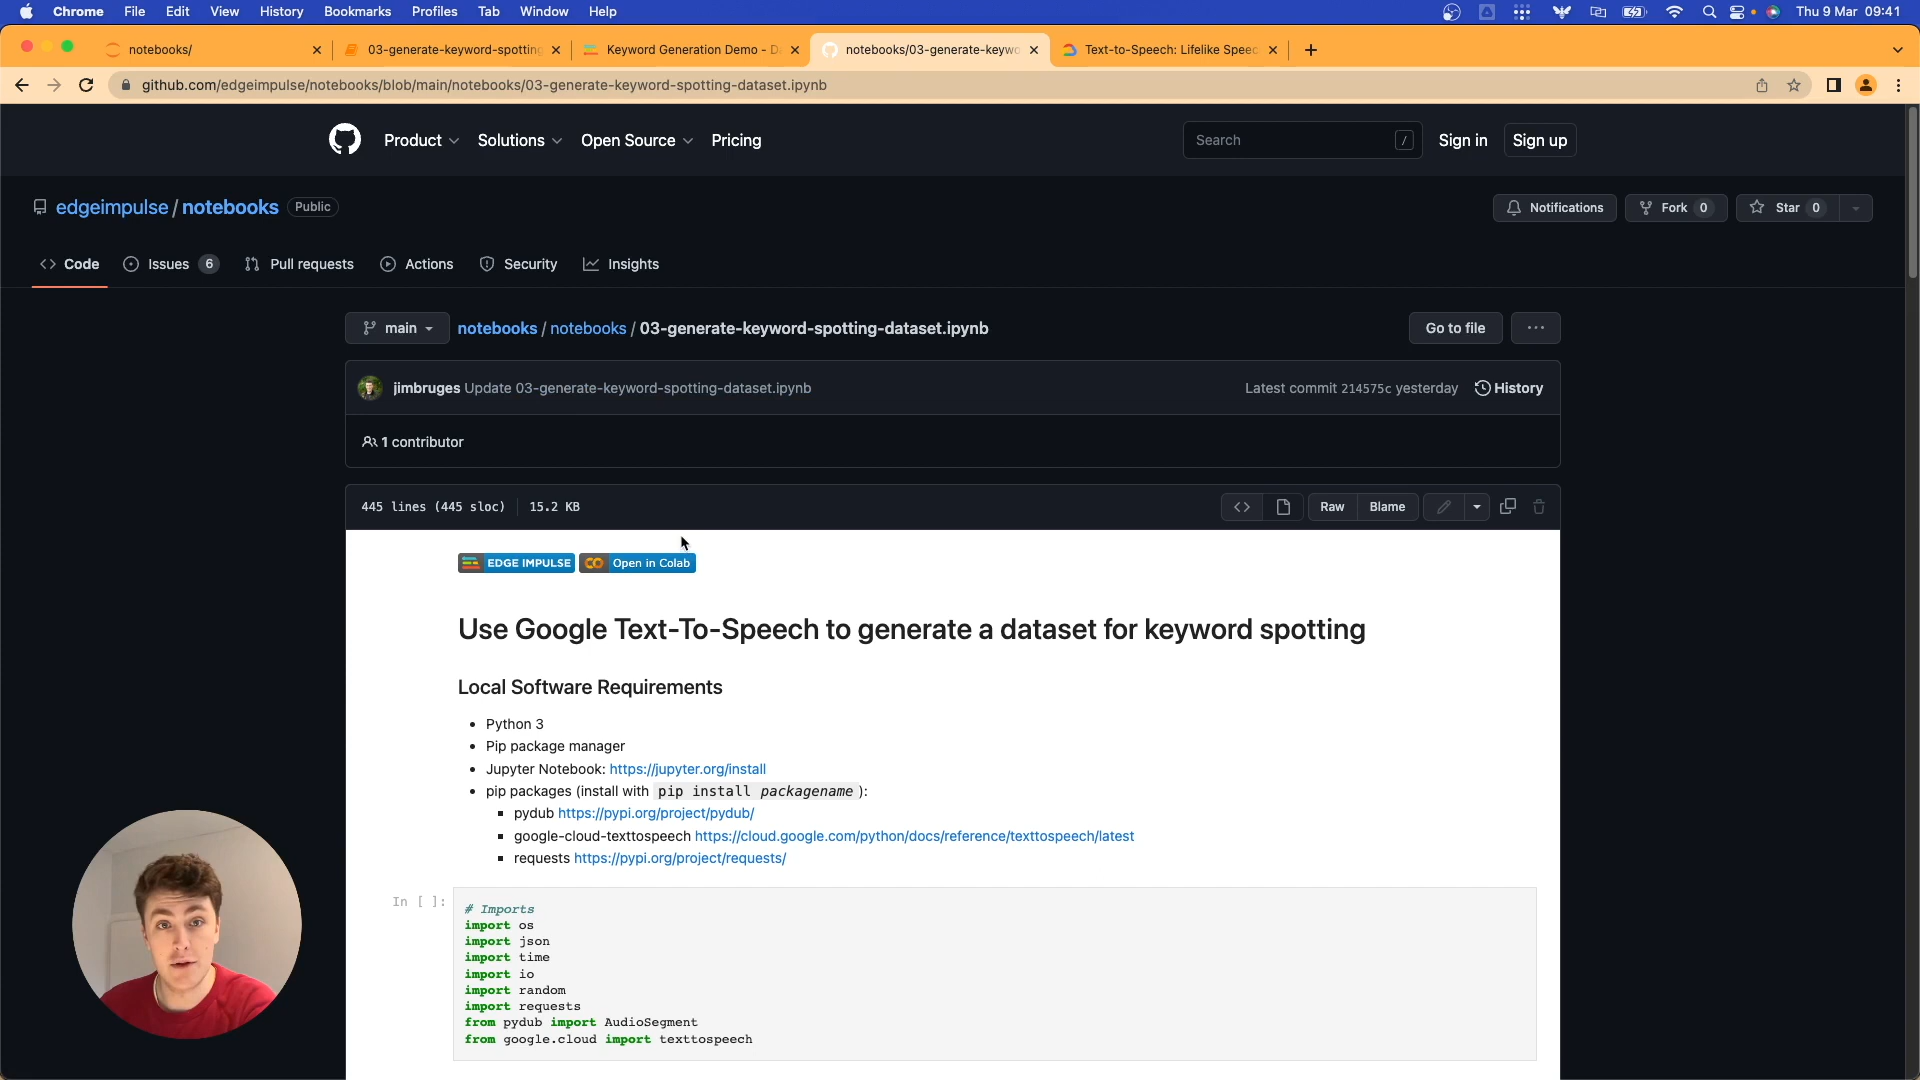 Chrome File Edit View History Bookmarks Profiles Tab Window Help Thu 9 Mar 09:41
notebooks/ 03-generate-keyword-spotting Keyword Generation Demo - D notebooks/03-generate-keywo Text-to-Speech: Lifelike Speec
github.com/edgeimpulse/notebooks/blob/main/notebooks/03-generate-keyword-spotting-dataset.ipynb
Product Solutions Open Source Pricing Search / Sign in Sign up
edgeimpulse / notebooks Public Notifications Fork 0 Star 0
Code Issues 6 Pull requests Actions Security Insights
main notebooks / notebooks / 03-generate-keyword-spotting-dataset.ipynb Go to file ...
jimbruges Update 03-generate-keyword-spotting-dataset.ipynb Latest commit 214575c yesterday History
1 contributor
445 lines (445 sloc) 15.2 KB <> Raw Blame
EDGE IMPULSE CO Open in Colab
Use Google Text-To-Speech to generate a dataset for keyword spotting
Local Software Requirements
• Python 3
• Pip package manager
• Jupyter Notebook: https://jupyter.org/install
• pip packages (install with pip install packagename ):
▪ pydub https://pypi.org/project/pydub/
▪ google-cloud-texttospeech https://cloud.google.com/python/docs/reference/texttospeech/latest
▪ requests https://pypi.org/project/requests/
In [ ]: # Imports
import os
import json
import time
import io
import random
import requests
from pydub import AudioSegment
from google.cloud import texttospeech